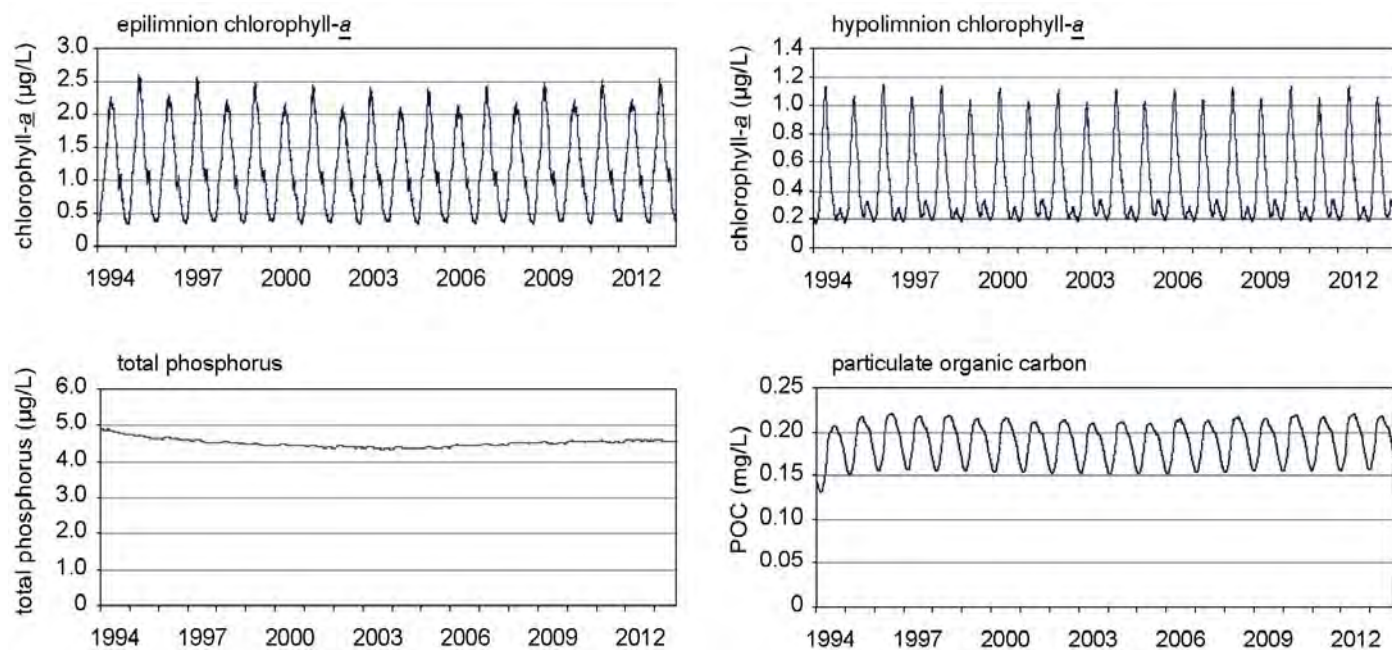 epilimnion chlorophyll-a
chlorophyll-a (µg/L)
3.0
2.5
2.0
1.5
1.0
0.5
0
1994 1997 2000 2003 2006 2009 2012
hypolimnion chlorophyll-a
chlorophyll-a (µg/L)
1.4
1.2
1.0
0.8
0.6
0.4
0.2
0
1994 1997 2000 2003 2006 2009 2012
total phosphorus
total phosphorus (µg/L)
6.0
5.0
4.0
3.0
2.0
1.0
0
1994 1997 2000 2003 2006 2009 2012
particulate organic carbon
POC (mg/L)
0.25
0.20
0.15
0.10
0.05
0
1994 1997 2000 2003 2006 2009 2012